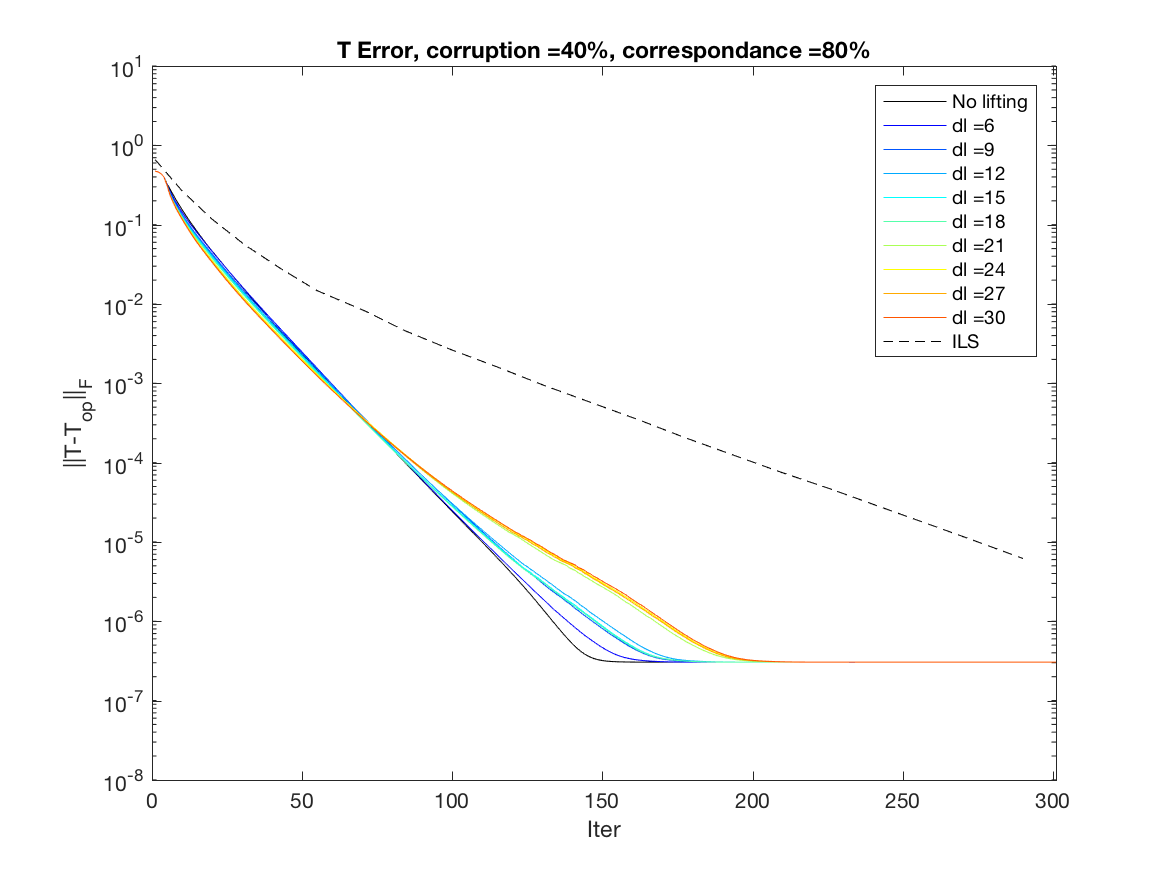 T Error, corruption =40%, correspondance =80%
||T-T_op||_F
10^1
10^0
10^-1
10^-2
10^-3
10^-4
10^-5
10^-6
10^-7
10^-8
No lifting
dl =6
dl =9
dl =12
dl =15
dl =18
dl =21
dl =24
dl =27
dl =30
ILS
0 50 100 150 200 250 300
Iter